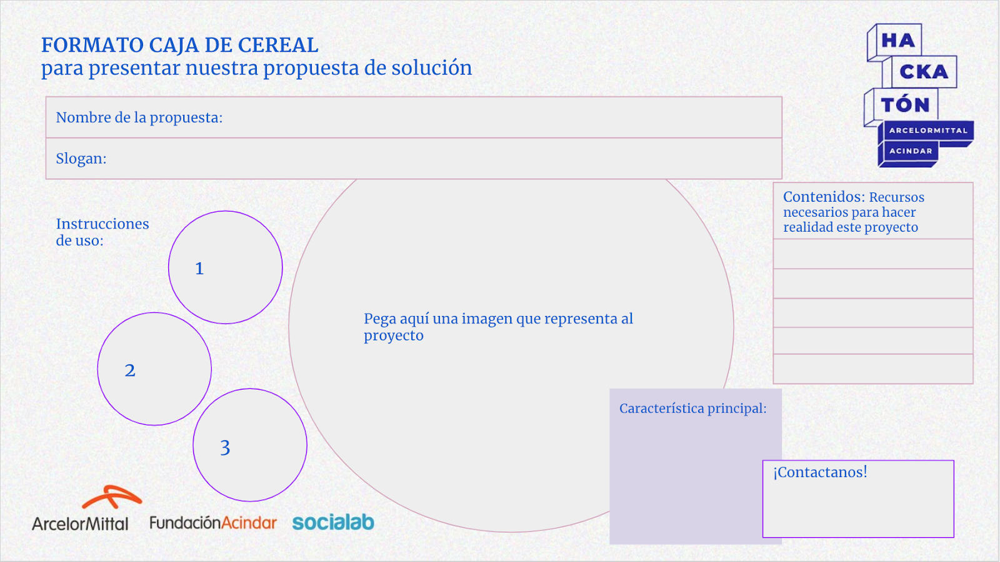 FORMATO CAJA DE CEREAL
para presentar nuestra propuesta de solución
HA
CKA
TÓN
ARCELORMITTAL
ACINDAR
Nombre de la propuesta:
Slogan:
Instrucciones
de uso:
1
2
3
Pega aquí una imagen que representa al
proyecto
Contenidos: Recursos
necesarios para hacer
realidad este proyecto
Característica principal:
¡Contactanos!
ArcelorMittal
FundaciónAcindar
socialab